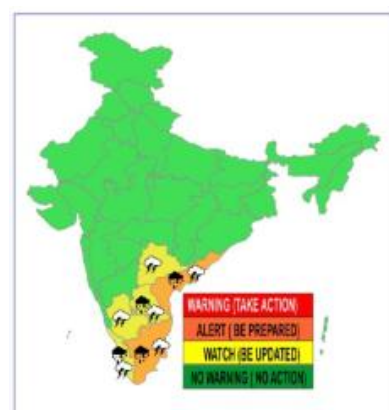 WARNING (TAKE ACTION)
ALERT ( BE PREPARED)
WATCH (BE UPDATED)
NO WARNING ( NO ACTION)